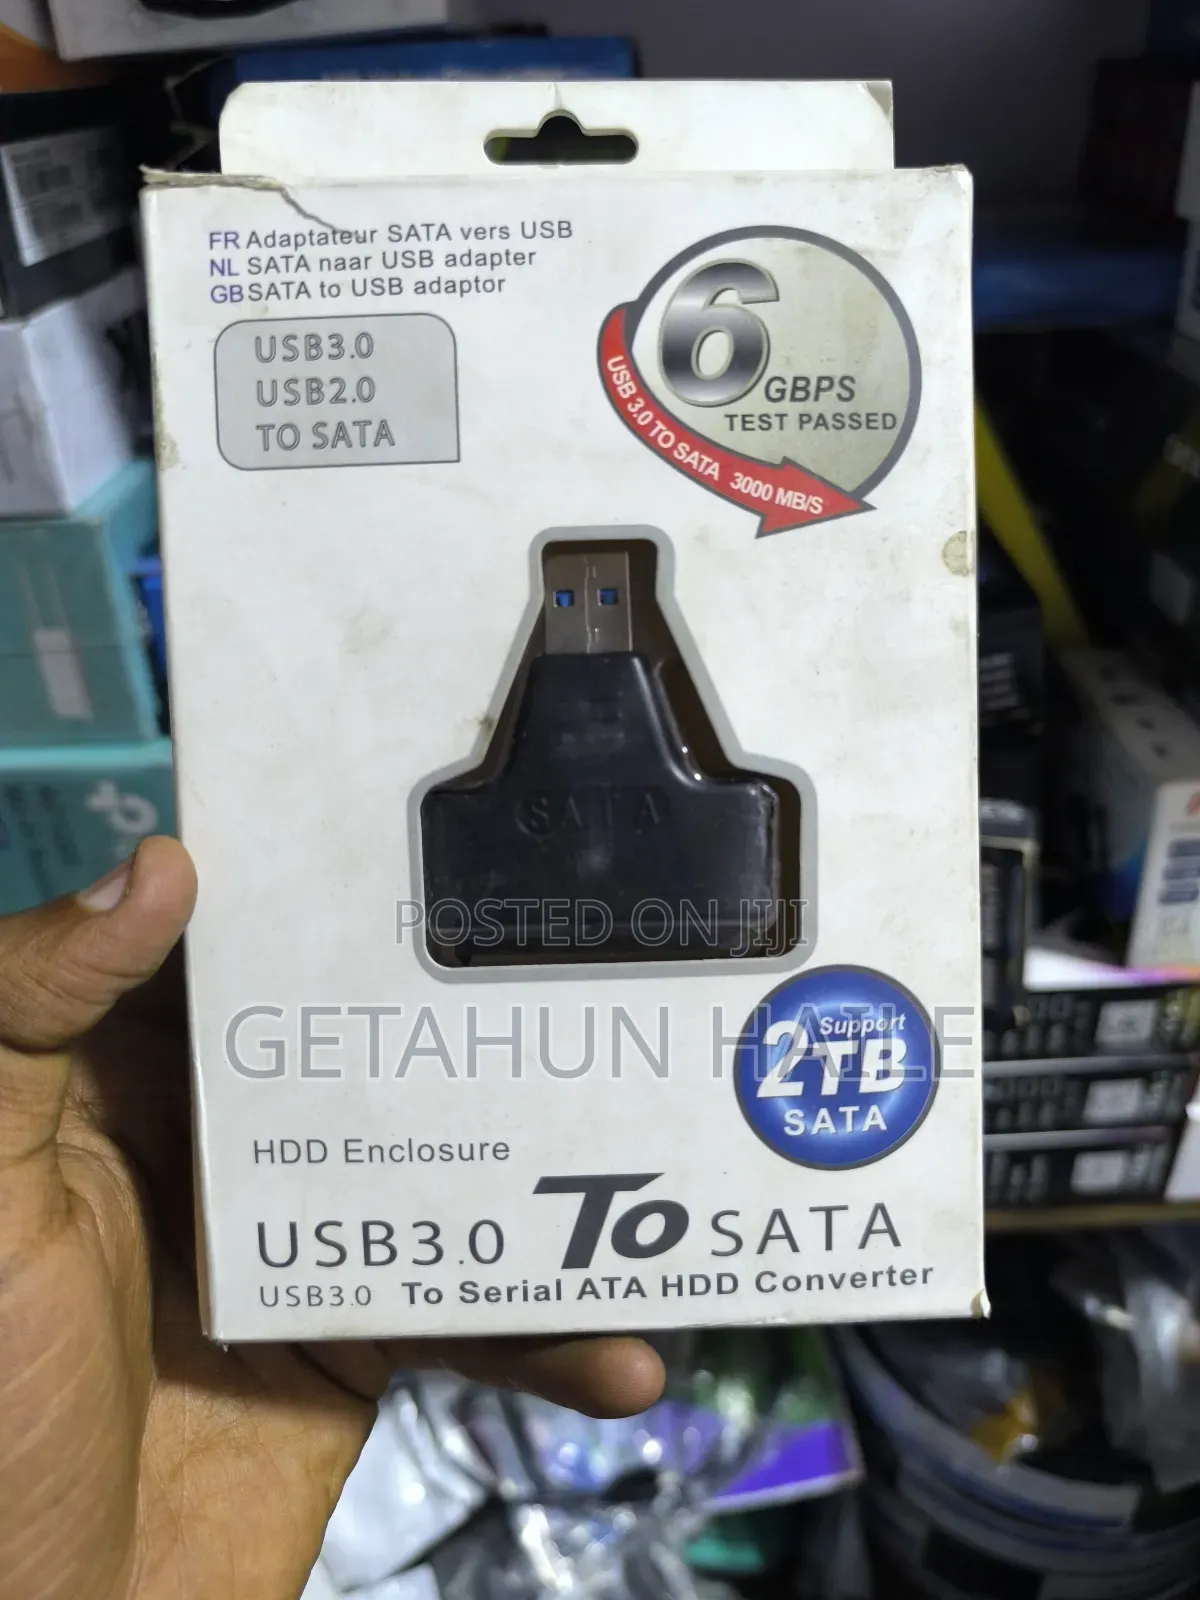 FR Adaptateur SATA vers USB
NL SATA naar USB adapter
GB SATA to USB adaptor
USB3.0
USB2.0
TO SATA
6
GBPS
TEST PASSED
USB 3.0 TO SATA 3000 MB/S
SATA
POSTED ON JIJI
GETAHUN HAILE
Support
2TB
SATA
HDD Enclosure
USB3.0 To SATA
USB3.0 To Serial ATA HDD Converter